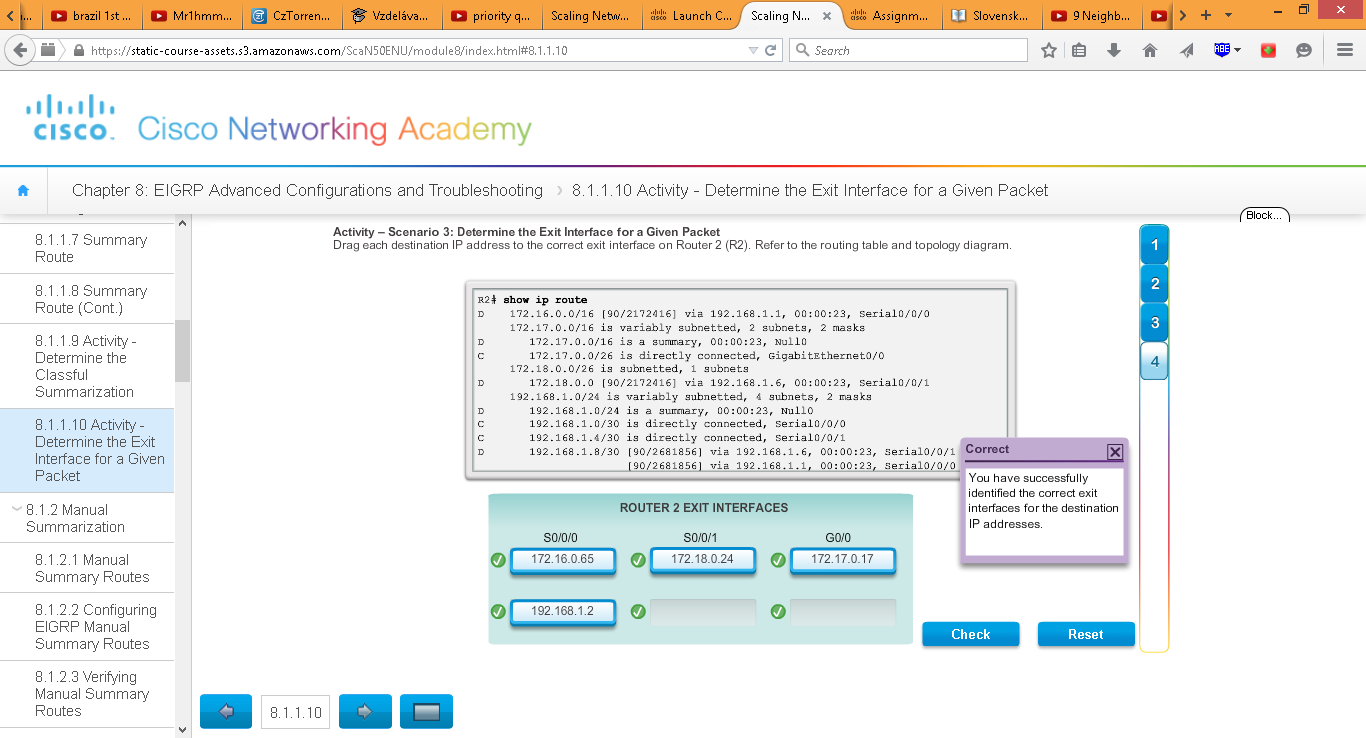 brazil 1st ...
Mr1hmm...
CzTorren...
Vzdeláva...
priority q...
Scaling Netw...
Launch C...
Scaling N...
Assignm...
Slovensk...
9 Neighb...
https://static-course-assets.s3.amazonaws.com/ScaN50ENU/module8/index.html#8.1.1.10
Search
ABE
cisco.
Cisco Networking Academy
Chapter 8: EIGRP Advanced Configurations and Troubleshooting
8.1.1.10 Activity - Determine the Exit Interface for a Given Packet
Block...
8.1.1.7 Summary
Route
8.1.1.8 Summary
Route (Cont.)
8.1.1.9 Activity -
Determine the
Classful
Summarization
8.1.1.10 Activity -
Determine the Exit
Interface for a Given
Packet
8.1.2 Manual
Summarization
8.1.2.1 Manual
Summary Routes
8.1.2.2 Configuring
EIGRP Manual
Summary Routes
8.1.2.3 Verifying
Manual Summary
Routes
Activity – Scenario 3: Determine the Exit Interface for a Given Packet
Drag each destination IP address to the correct exit interface on Router 2 (R2). Refer to the routing table and topology diagram.
R2# show ip route
D 172.16.0.0/16 [90/2172416] via 192.168.1.1, 00:00:23, Serial0/0/0
172.17.0.0/16 is variably subnetted, 2 subnets, 2 masks
D 172.17.0.0/16 is a summary, 00:00:23, Null0
C 172.17.0.0/26 is directly connected, GigabitEthernet0/0
172.18.0.0/26 is subnetted, 1 subnets
D 172.18.0.0 [90/2172416] via 192.168.1.6, 00:00:23, Serial0/0/1
192.168.1.0/24 is variably subnetted, 4 subnets, 2 masks
D 192.168.1.0/24 is a summary, 00:00:23, Null0
C 192.168.1.0/30 is directly connected, Serial0/0/0
C 192.168.1.4/30 is directly connected, Serial0/0/1
D 192.168.1.8/30 [90/2681856] via 192.168.1.6, 00:00:23, Serial0/0/1
[90/2681856] via 192.168.1.1, 00:00:23, Serial0/0/0
ROUTER 2 EXIT INTERFACES
S0/0/0
S0/0/1
G0/0
172.16.0.65
172.18.0.24
172.17.0.17
192.168.1.2
Correct
You have successfully
identified the correct exit
interfaces for the destination
IP addresses.
Check
Reset
1
2
3
4
8.1.1.10